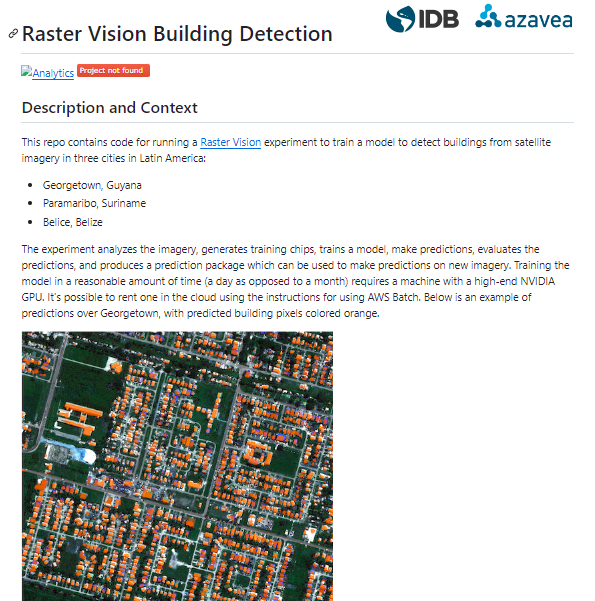 IDB azavea
Raster Vision Building Detection
Analytics Project not found
Description and Context
This repo contains code for running a Raster Vision experiment to train a model to detect buildings from satellite
imagery in three cities in Latin America:
Georgetown, Guyana
Paramaribo, Suriname
Belice, Belize
The experiment analyzes the imagery, generates training chips, trains a model, make predictions, evaluates the
predictions, and produces a prediction package which can be used to make predictions on new imagery. Training the
model in a reasonable amount of time (a day as opposed to a month) requires a machine with a high-end NVIDIA
GPU. It's possible to rent one in the cloud using the instructions for using AWS Batch. Below is an example of
predictions over Georgetown, with predicted building pixels colored orange.